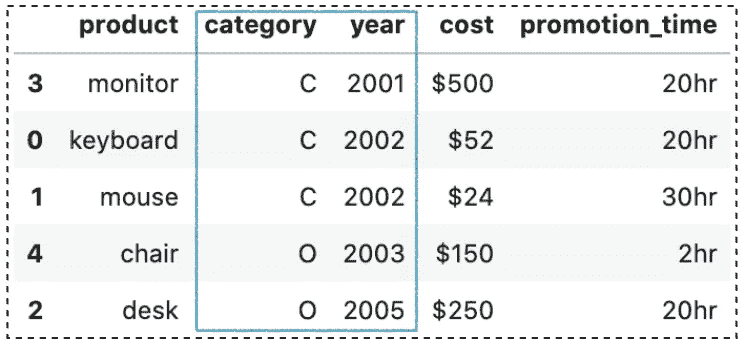 product category year cost promotion_time
3 monitor C 2001 $500 20hr
0 keyboard C 2002 $52 20hr
1 mouse C 2002 $24 30hr
4 chair O 2003 $150 2hr
2 desk O 2005 $250 20hr